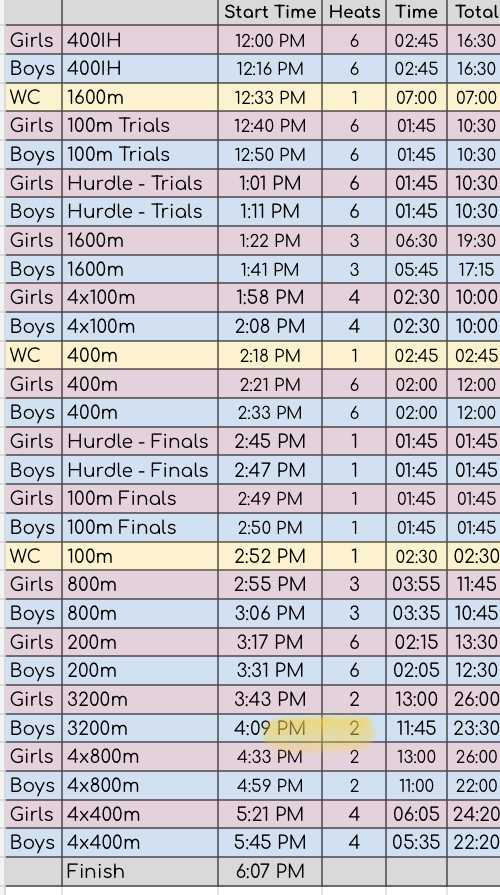 Start Time Heats Time Total
Girls 400IH 12:00 PM 6 02:45 16:30
Boys 400IH 12:16 PM 6 02:45 16:30
WC 1600m 12:33 PM 1 07:00 07:00
Girls 100m Trials 12:40 PM 6 01:45 10:30
Boys 100m Trials 12:50 PM 6 01:45 10:30
Girls Hurdle - Trials 1:01 PM 6 01:45 10:30
Boys Hurdle - Trials 1:11 PM 6 01:45 10:30
Girls 1600m 1:22 PM 3 06:30 19:30
Boys 1600m 1:41 PM 3 05:45 17:15
Girls 4x100m 1:58 PM 4 02:30 10:00
Boys 4x100m 2:08 PM 4 02:30 10:00
WC 400m 2:18 PM 1 02:45 02:45
Girls 400m 2:21 PM 6 02:00 12:00
Boys 400m 2:33 PM 6 02:00 12:00
Girls Hurdle - Finals 2:45 PM 1 01:45 01:45
Boys Hurdle - Finals 2:47 PM 1 01:45 01:45
Girls 100m Finals 2:49 PM 1 01:45 01:45
Boys 100m Finals 2:50 PM 1 01:45 01:45
WC 100m 2:52 PM 1 02:30 02:30
Girls 800m 2:55 PM 3 03:55 11:45
Boys 800m 3:06 PM 3 03:35 10:45
Girls 200m 3:17 PM 6 02:15 13:30
Boys 200m 3:31 PM 6 02:05 12:30
Girls 3200m 3:43 PM 2 13:00 26:00
Boys 3200m 4:09 PM 2 11:45 23:30
Girls 4x800m 4:33 PM 2 13:00 26:00
Boys 4x800m 4:59 PM 2 11:00 22:00
Girls 4x400m 5:21 PM 4 06:05 24:20
Boys 4x400m 5:45 PM 4 05:35 22:20
Finish 6:07 PM